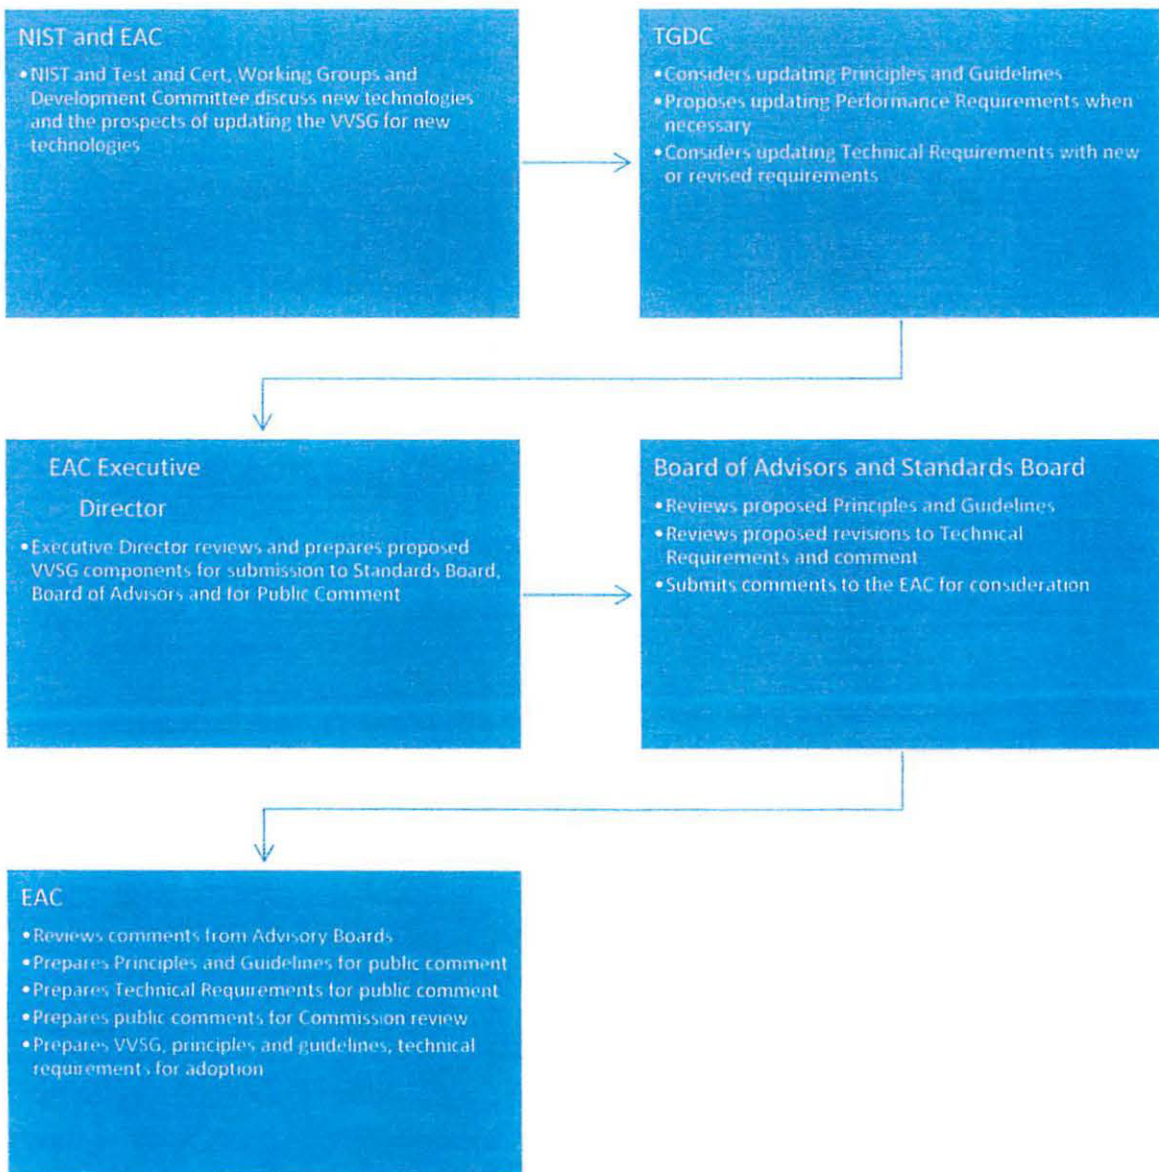 NIST and EAC
•NIST and Test and Cert, Working Groups and
Development Committee discuss new technologies
and the prospects of updating the VVSG for new
technologies
TGDC
•Considers updating Principles and Guidelines
•Proposes updating Performance Requirements when
necessary
•Considers updating Technical Requirements with new
or revised requirements
EAC Executive
Director
•Executive Director reviews and prepares proposed
VVSG components for submission to Standards Board,
Board of Advisors and for Public Comment
Board of Advisors and Standards Board
•Reviews proposed Principles and Guidelines
•Reviews proposed revisions to Technical
Requirements and comment
•Submits comments to the EAC for consideration
EAC
•Reviews comments from Advisory Boards
•Prepares Principles and Guidelines for public comment
•Prepares Technical Requirements for public comment
•Prepares public comments for Commission review
•Prepares VVSG, principles and guidelines, technical
requirements for adoption